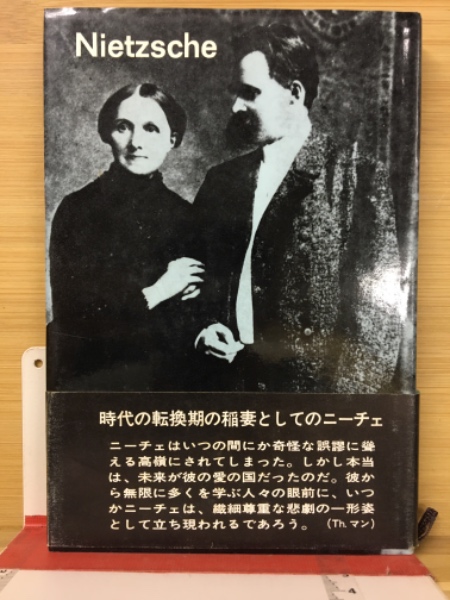 Nietzsche
時代の転換期の稲妻としてのニーチェ
ニーチェはいつの間にか奇怪な誤謬に聳
える高嶺にされてしまった。しかし本当
は、未来が彼の愛の国だったのだ。彼か
ら無限に多くを学ぶ人々の眼前に、いつ
かニーチェは、繊細尊重な悲劇の一形姿
として立ち現われるであろう。（Th. マン）